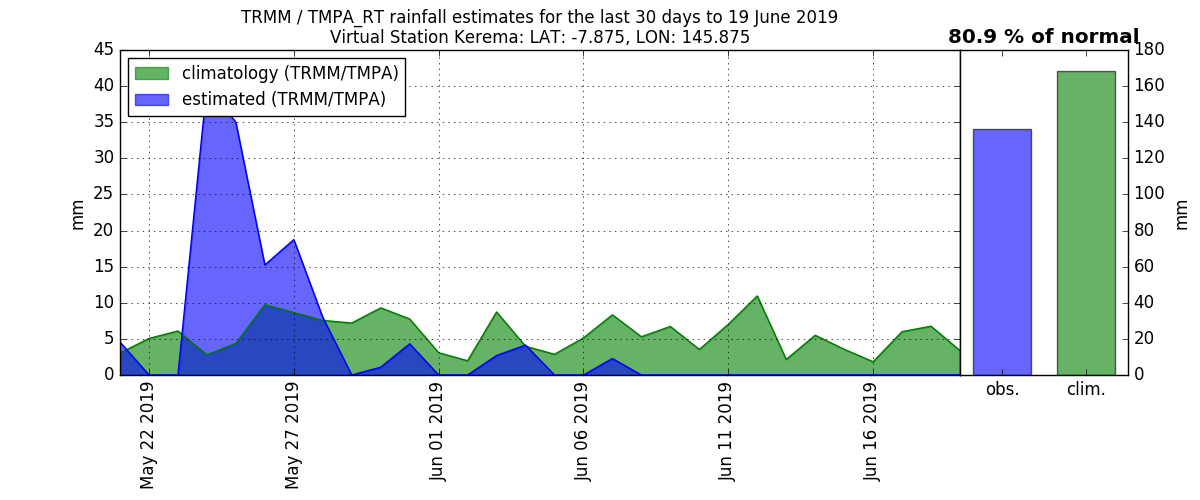 TRMM / TMPA_RT rainfall estimates for the last 30 days to 19 June 2019
Virtual Station Kerema: LAT: -7.875, LON: 145.875
80.9 % of normal
climatology (TRMM/TMPA)
estimated (TRMM/TMPA)
45
40
35
30
25
20
15
10
5
0
mm
May 22 2019
May 27 2019
Jun 01 2019
Jun 06 2019
Jun 11 2019
Jun 16 2019
180
160
140
120
100
80
60
40
20
0
mm
obs.
clim.